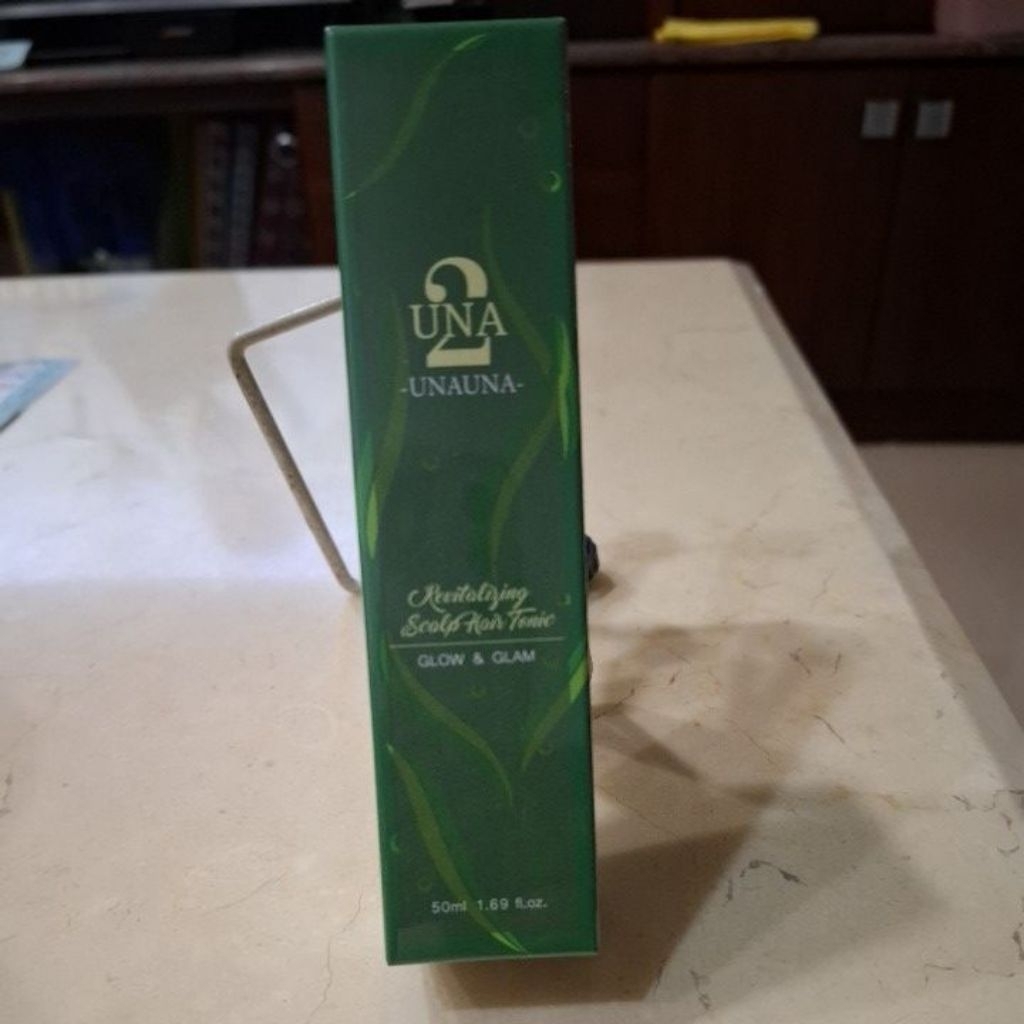 2
UNA
-UNAUNA-
Revitalizing
Scalp Hair Tonic
GLOW & GLAM
50ml 1.69 fl.oz.